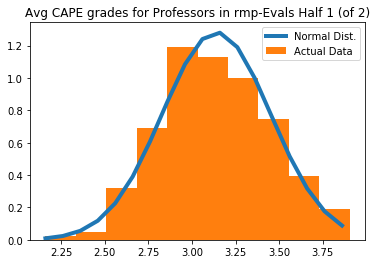 Avg CAPE grades for Professors in rmp-Evals Half 1 (of 2)
Normal Dist.
Actual Data
1.2
1.0
0.8
0.6
0.4
0.2
0.0
2.25 2.50 2.75 3.00 3.25 3.50 3.75